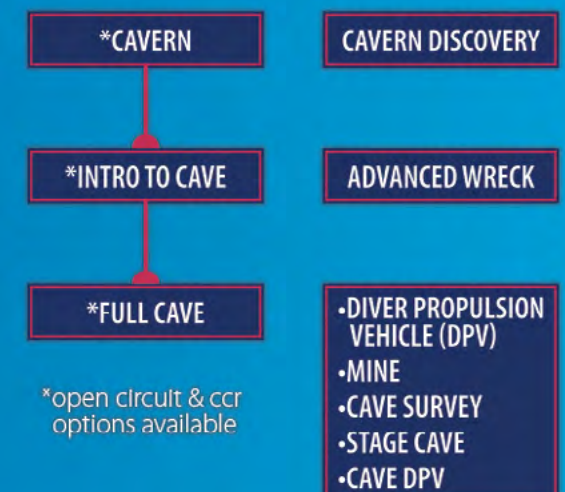 *CAVERN
CAVERN DISCOVERY
*INTRO TO CAVE
ADVANCED WRECK
*FULL CAVE
*open circuit & ccr
options available
•DIVER PROPULSION
VEHICLE (DPV)
•MINE
•CAVE SURVEY
•STAGE CAVE
•CAVE DPV